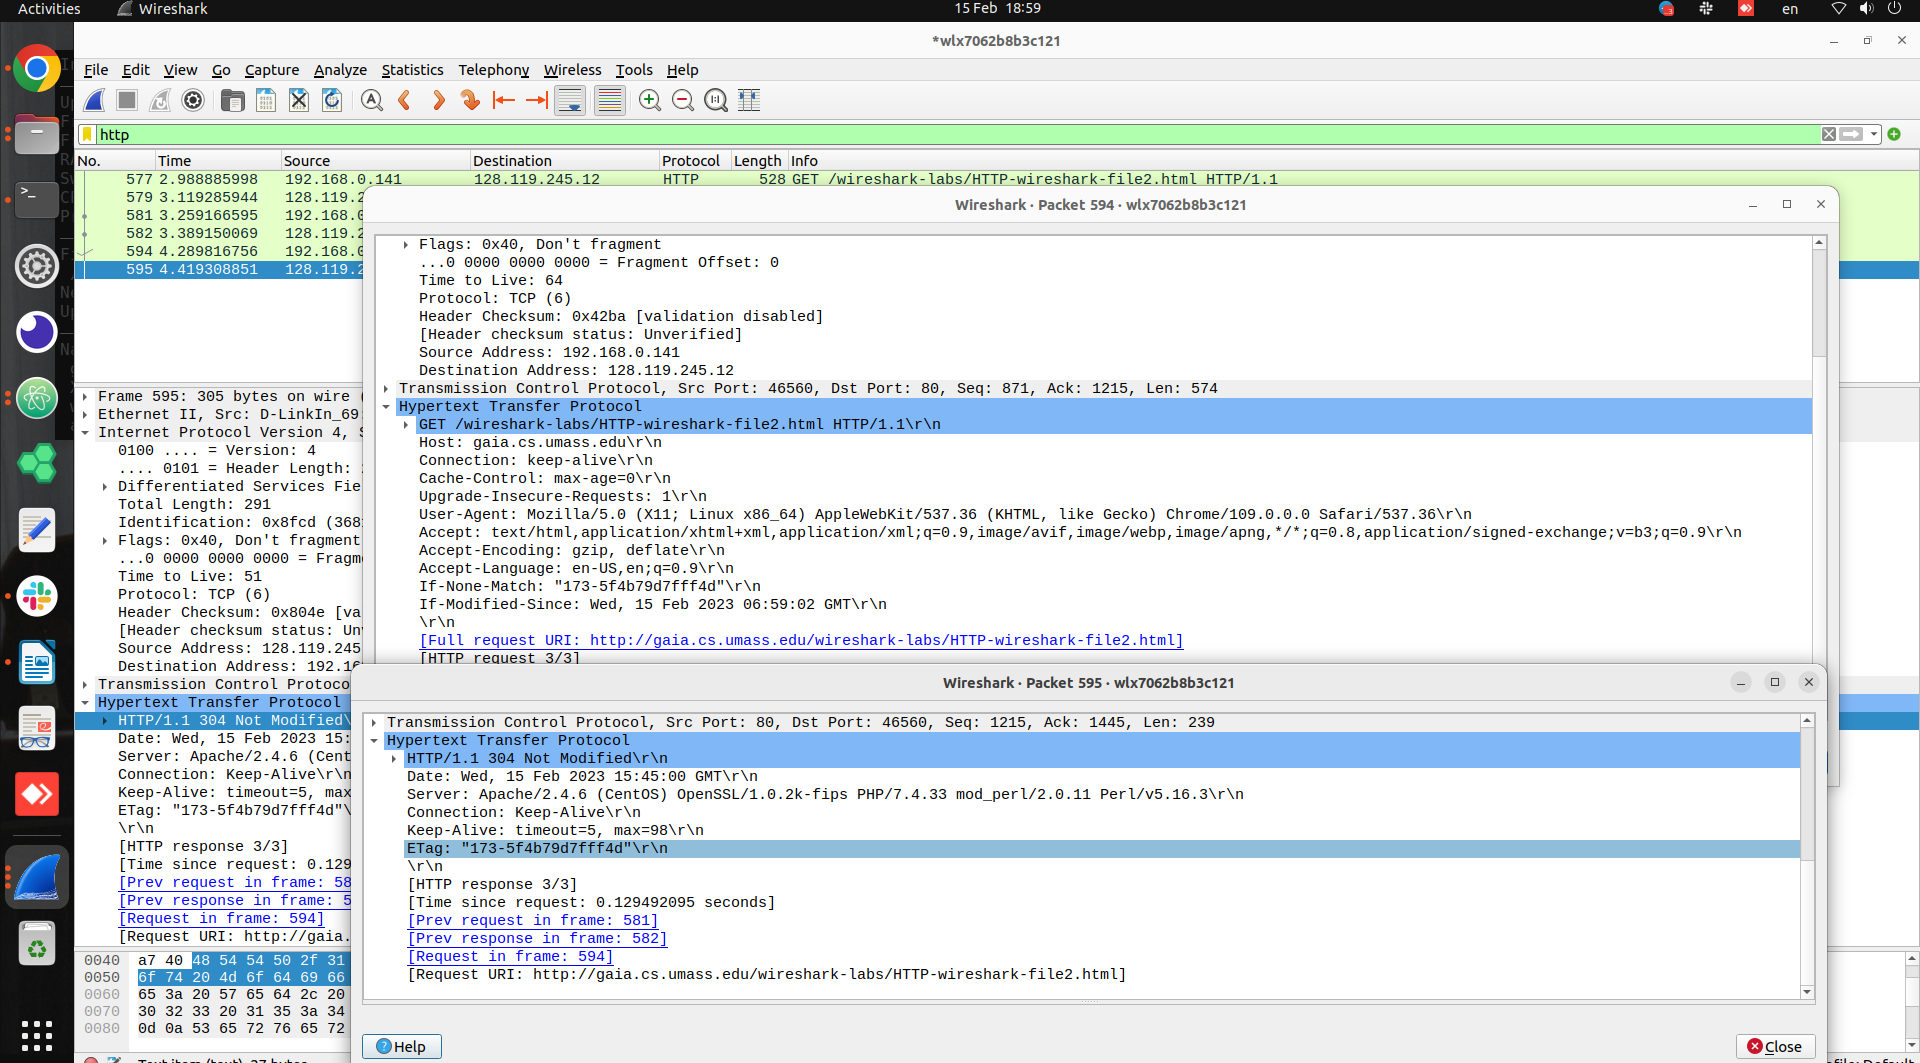 Activities
Wireshark
15 Feb 18:59
en
*wlx7062b8b3c121
File Edit View Go Capture Analyze Statistics Telephony Wireless Tools Help
http
No. Time Source Destination Protocol Length Info
577 2.988885998 192.168.0.141 128.119.245.12 HTTP 528 GET /wireshark-labs/HTTP-wireshark-file2.html HTTP/1.1
579 3.119285944 128.119.2
581 3.259166595 192.168.0
582 3.389150069 128.119.2
594 4.289816756 192.168.0
595 4.419308851 128.119.2
Frame 595: 305 bytes on wire (
Ethernet II, Src: D-LinkIn_69:
Internet Protocol Version 4, S
0100 .... = Version: 4
.... 0101 = Header Length:
Differentiated Services Fie
Total Length: 291
Identification: 0x8fcd (368
Flags: 0x40, Don't fragment
...0 0000 0000 0000 = Fragm
Time to Live: 51
Protocol: TCP (6)
Header Checksum: 0x804e [va
[Header checksum status: Un
Source Address: 128.119.245
Destination Address: 192.16
Transmission Control Protoco
Hypertext Transfer Protocol
HTTP/1.1 304 Not Modified\
Date: Wed, 15 Feb 2023 15:
Server: Apache/2.4.6 (Cent
Connection: Keep-Alive\r\n
Keep-Alive: timeout=5, max
ETag: "173-5f4b79d7fff4d"\
\r\n
[HTTP response 3/3]
[Time since request: 0.129
[Prev request in frame: 58
[Prev response in frame: 5
[Request in frame: 594]
[Request URI: http://gaia.
0040 a7 40 48 54 54 50 2f 31
0050 6f 74 20 4d 6f 64 69 66
0060 65 3a 20 57 65 64 2c 20
0070 30 32 33 20 31 35 3a 34
0080 0d 0a 53 65 72 76 65 72
Wireshark · Packet 594 · wlx7062b8b3c121
Flags: 0x40, Don't fragment
...0 0000 0000 0000 = Fragment Offset: 0
Time to Live: 64
Protocol: TCP (6)
Header Checksum: 0x42ba [validation disabled]
[Header checksum status: Unverified]
Source Address: 192.168.0.141
Destination Address: 128.119.245.12
Transmission Control Protocol, Src Port: 46560, Dst Port: 80, Seq: 871, Ack: 1215, Len: 574
Hypertext Transfer Protocol
GET /wireshark-labs/HTTP-wireshark-file2.html HTTP/1.1\r\n
Host: gaia.cs.umass.edu\r\n
Connection: keep-alive\r\n
Cache-Control: max-age=0\r\n
Upgrade-Insecure-Requests: 1\r\n
User-Agent: Mozilla/5.0 (X11; Linux x86_64) AppleWebKit/537.36 (KHTML, like Gecko) Chrome/109.0.0.0 Safari/537.36\r\n
Accept: text/html,application/xhtml+xml,application/xml;q=0.9,image/avif,image/webp,image/apng,*/*;q=0.8,application/signed-exchange;v=b3;q=0.9\r\n
Accept-Encoding: gzip, deflate\r\n
Accept-Language: en-US,en;q=0.9\r\n
If-None-Match: "173-5f4b79d7fff4d"\r\n
If-Modified-Since: Wed, 15 Feb 2023 06:59:02 GMT\r\n
\r\n
[Full request URI: http://gaia.cs.umass.edu/wireshark-labs/HTTP-wireshark-file2.html]
[HTTP request 3/3]
Wireshark · Packet 595 · wlx7062b8b3c121
Transmission Control Protocol, Src Port: 80, Dst Port: 46560, Seq: 1215, Ack: 1445, Len: 239
Hypertext Transfer Protocol
HTTP/1.1 304 Not Modified\r\n
Date: Wed, 15 Feb 2023 15:45:00 GMT\r\n
Server: Apache/2.4.6 (CentOS) OpenSSL/1.0.2k-fips PHP/7.4.33 mod_perl/2.0.11 Perl/v5.16.3\r\n
Connection: Keep-Alive\r\n
Keep-Alive: timeout=5, max=98\r\n
ETag: "173-5f4b79d7fff4d"\r\n
\r\n
[HTTP response 3/3]
[Time since request: 0.129492095 seconds]
[Prev request in frame: 581]
[Prev response in frame: 582]
[Request in frame: 594]
[Request URI: http://gaia.cs.umass.edu/wireshark-labs/HTTP-wireshark-file2.html]
Help
Close